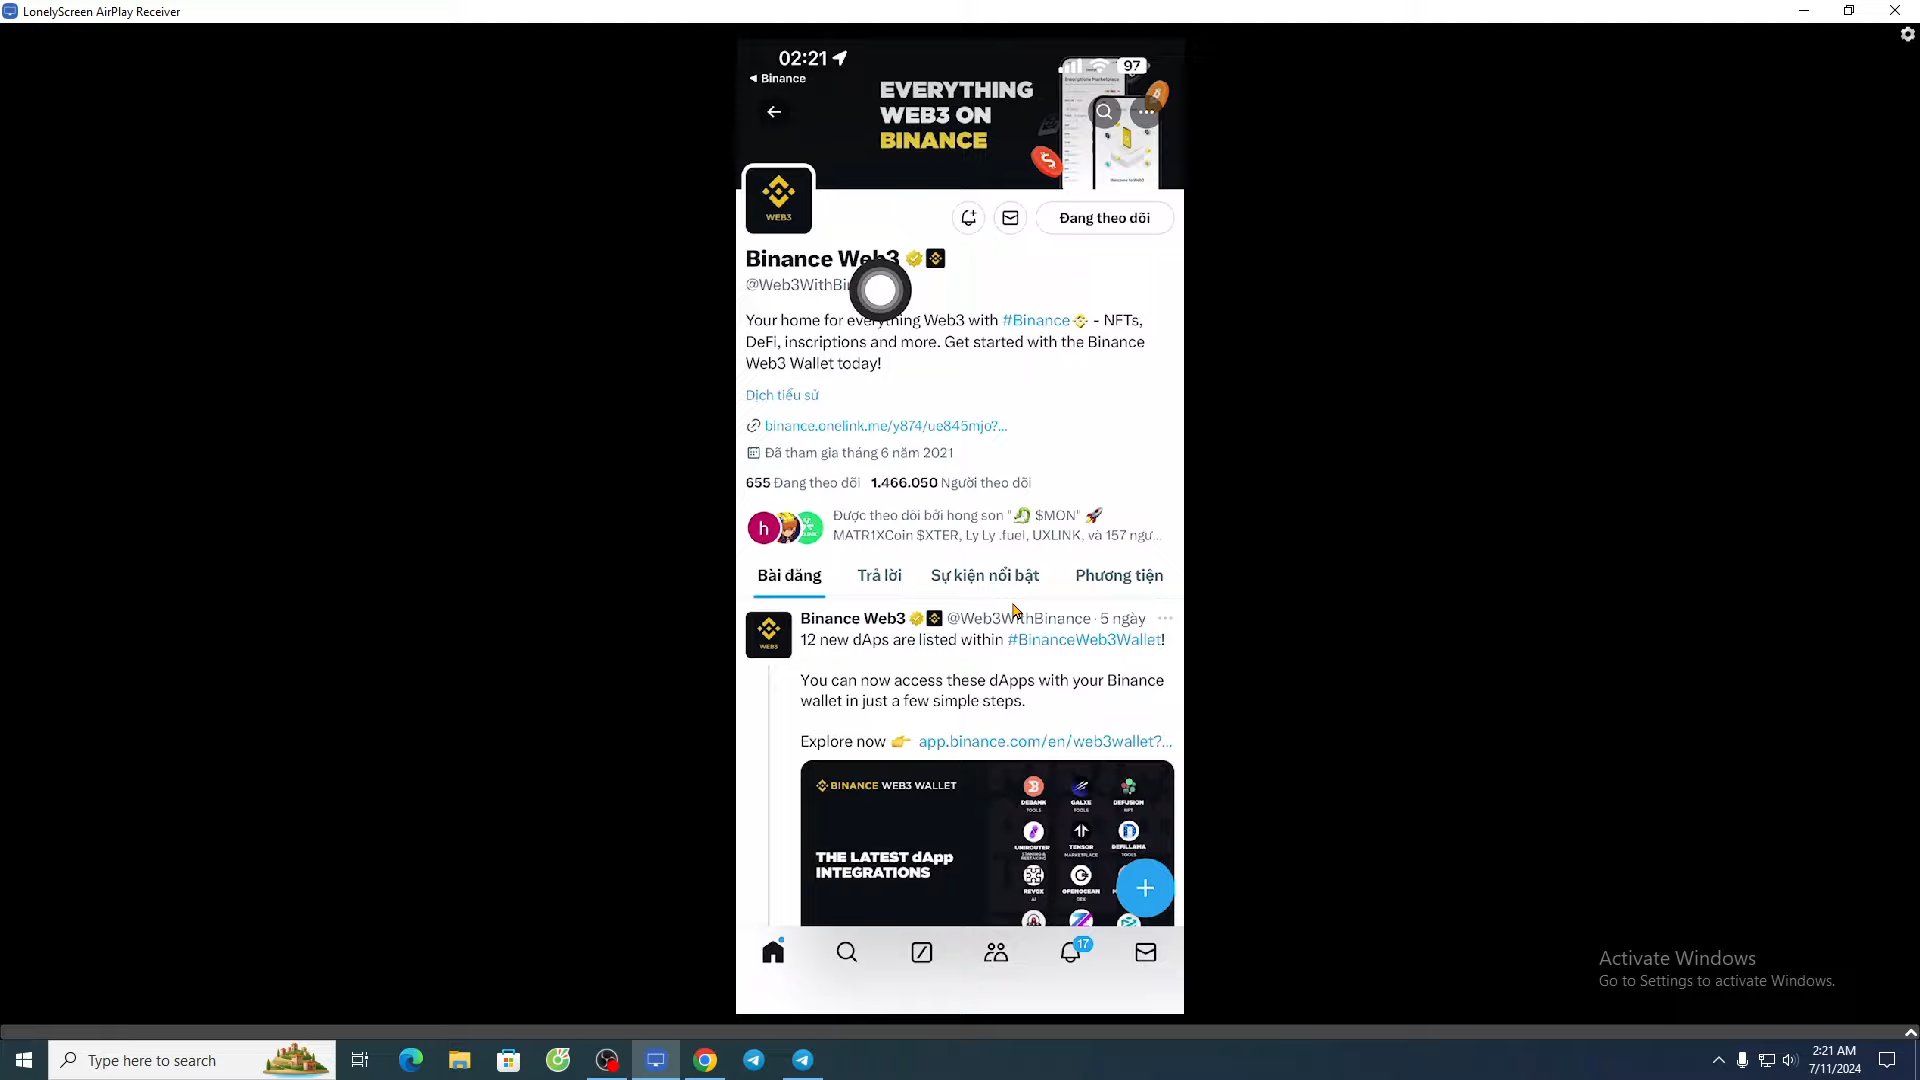 LonelyScreen AirPlay Receiver
02:21
97
Binance
EVERYTHING
WEB3 ON
BINANCE
WEB3
Đang theo dõi
Binance Web3
@Web3WithBi
Your home for everything Web3 with #Binance - NFTs,
DeFi, inscriptions and more. Get started with the Binance
Web3 Wallet today!
Dịch tiểu sử
binance.onelink.me/y874/ue845mjo?...
Đã tham gia tháng 6 năm 2021
655 Đang theo dõi 1.466.050 Người theo dõi
h
Được theo dõi bởi hong son "🐉 $MON" 🚀
MATR1XCoin $XTER, Ly Ly .fuel, UXLINK, và 157 ngư...
Bài đăng Trả lời Sự kiện nổi bật Phương tiện
Binance Web3 @Web3WithBinance · 5 ngày
WEB3
12 new dAps are listed within #BinanceWeb3Wallet!
You can now access these dApps with your Binance
wallet in just a few simple steps.
Explore now 👉 app.binance.com/en/web3wallet?...
BINANCE WEB3 WALLET
THE LATEST dApp
INTEGRATIONS
DEBANK GALXE DEFUSION
TOOLS TOOLS NFT
UNIROUTER TENSOR DEFILLAMA
MARKETPLACE TOOLS
REVOX OPENOCEAN
AI DEX
17
Activate Windows
Go to Settings to activate Windows.
Type here to search
2:21 AM
7/11/2024